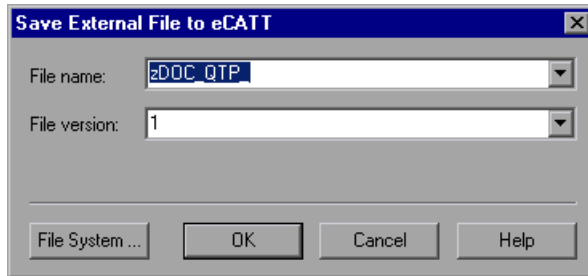 Save External File to eCATT
File name: zDOC_QTP_
File version: 1
File System ... OK Cancel Help